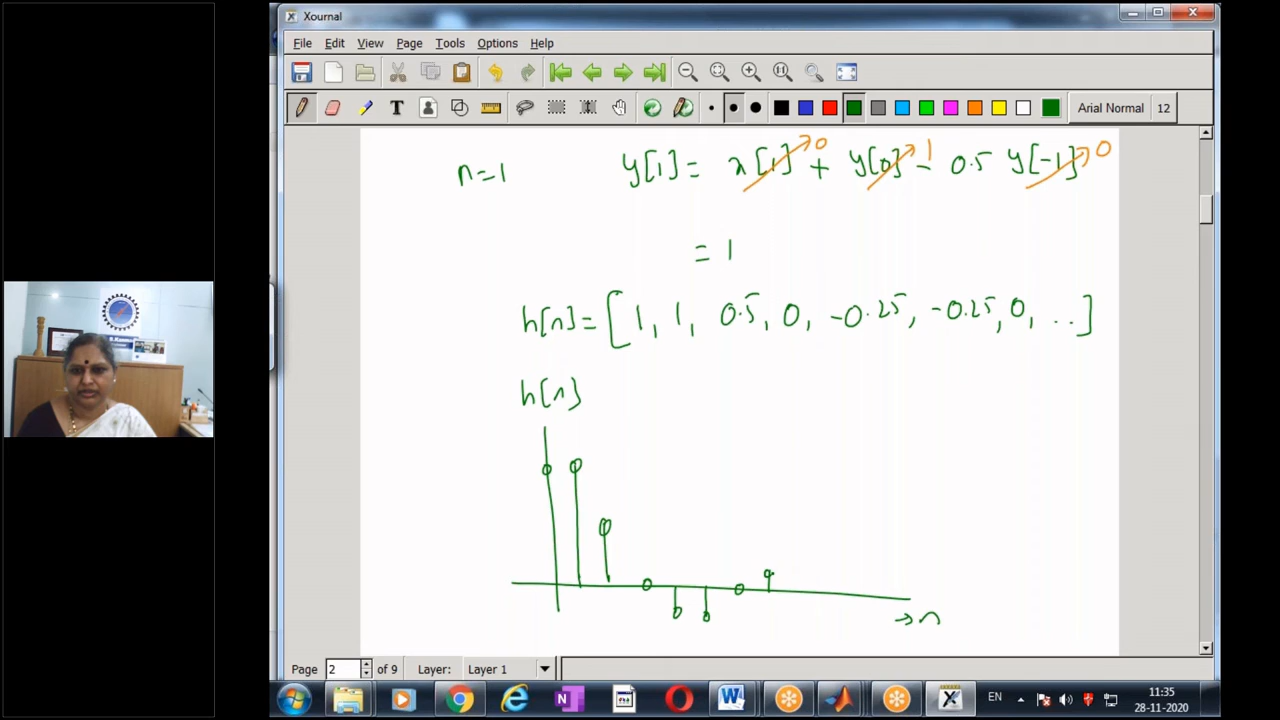 Xournal
File Edit View Page Tools Options Help
Arial Normal 12
n=1 y[1] = x[1] → 0 + y[0] → 1 - 0.5 y[-1] → 0
= 1
h[n] = [1, 1, 0.5, 0, -0.25, -0.25, 0, ..]
h[n]
→ n
Page 2 of 9 Layer: Layer 1
EN 11:35
28-11-2020